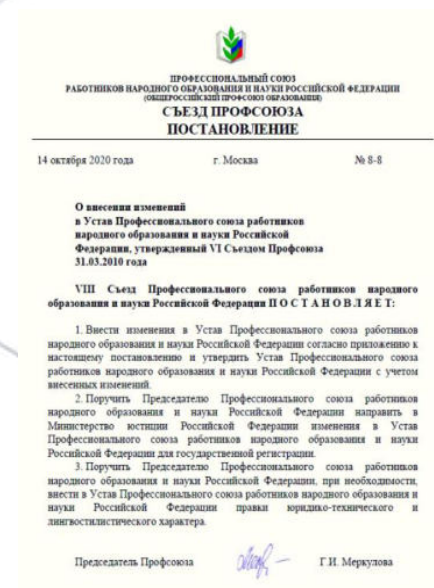 ПРОФЕССИОНАЛЬНЫЙ СОЮЗ
РАБОТНИКОВ НАРОДНОГО ОБРАЗОВАНИЯ И НАУКИ РОССИЙСКОЙ ФЕДЕРАЦИИ
(ОБЩЕРОССИЙСКИЙ ПРОФСОЮЗ ОБРАЗОВАНИЯ)
СЪЕЗД ПРОФСОЮЗА
ПОСТАНОВЛЕНИЕ
14 октября 2020 года г. Москва № 8-8
О внесении изменений
в Устав Профессионального союза работников
народного образования и науки Российской
Федерации, утвержденный VI Съездом Профсоюза
31.03.2010 года
VIII Съезд Профессионального союза работников народного
образования и науки Российской Федерации П О С Т А Н О В Л Я Е Т:
1. Внести изменения в Устав Профессионального союза работников
народного образования и науки Российской Федерации согласно приложению к
настоящему постановлению и утвердить Устав Профессионального союза
работников народного образования и науки Российской Федерации с учетом
внесенных изменений.
2. Поручить Председателю Профессионального союза работников
народного образования и науки Российской Федерации направить в
Министерство юстиции Российской Федерации изменения в Устав
Профессионального союза работников народного образования и науки
Российской Федерации для государственной регистрации.
3. Поручить Председателю Профессионального союза работников
народного образования и науки Российской Федерации, при необходимости,
внести в Устав Профессионального союза работников народного образования и
науки Российской Федерации правки юридико-технического и
лингвостилистического характера.
Председатель Профсоюза Г.И. Меркулова